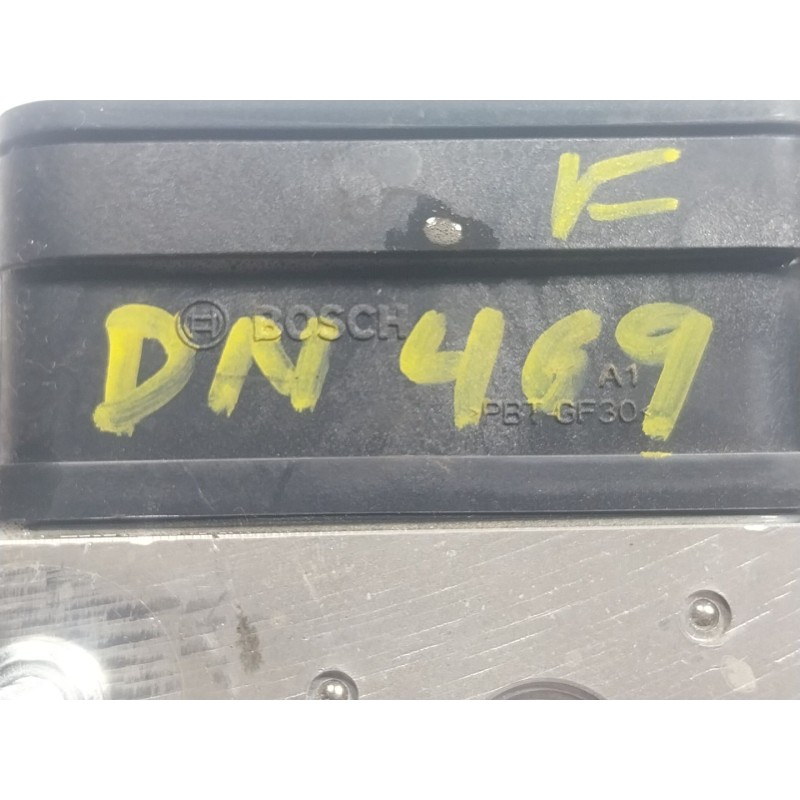 K
BOSCH
DN 469
A1
>PBT GF30<